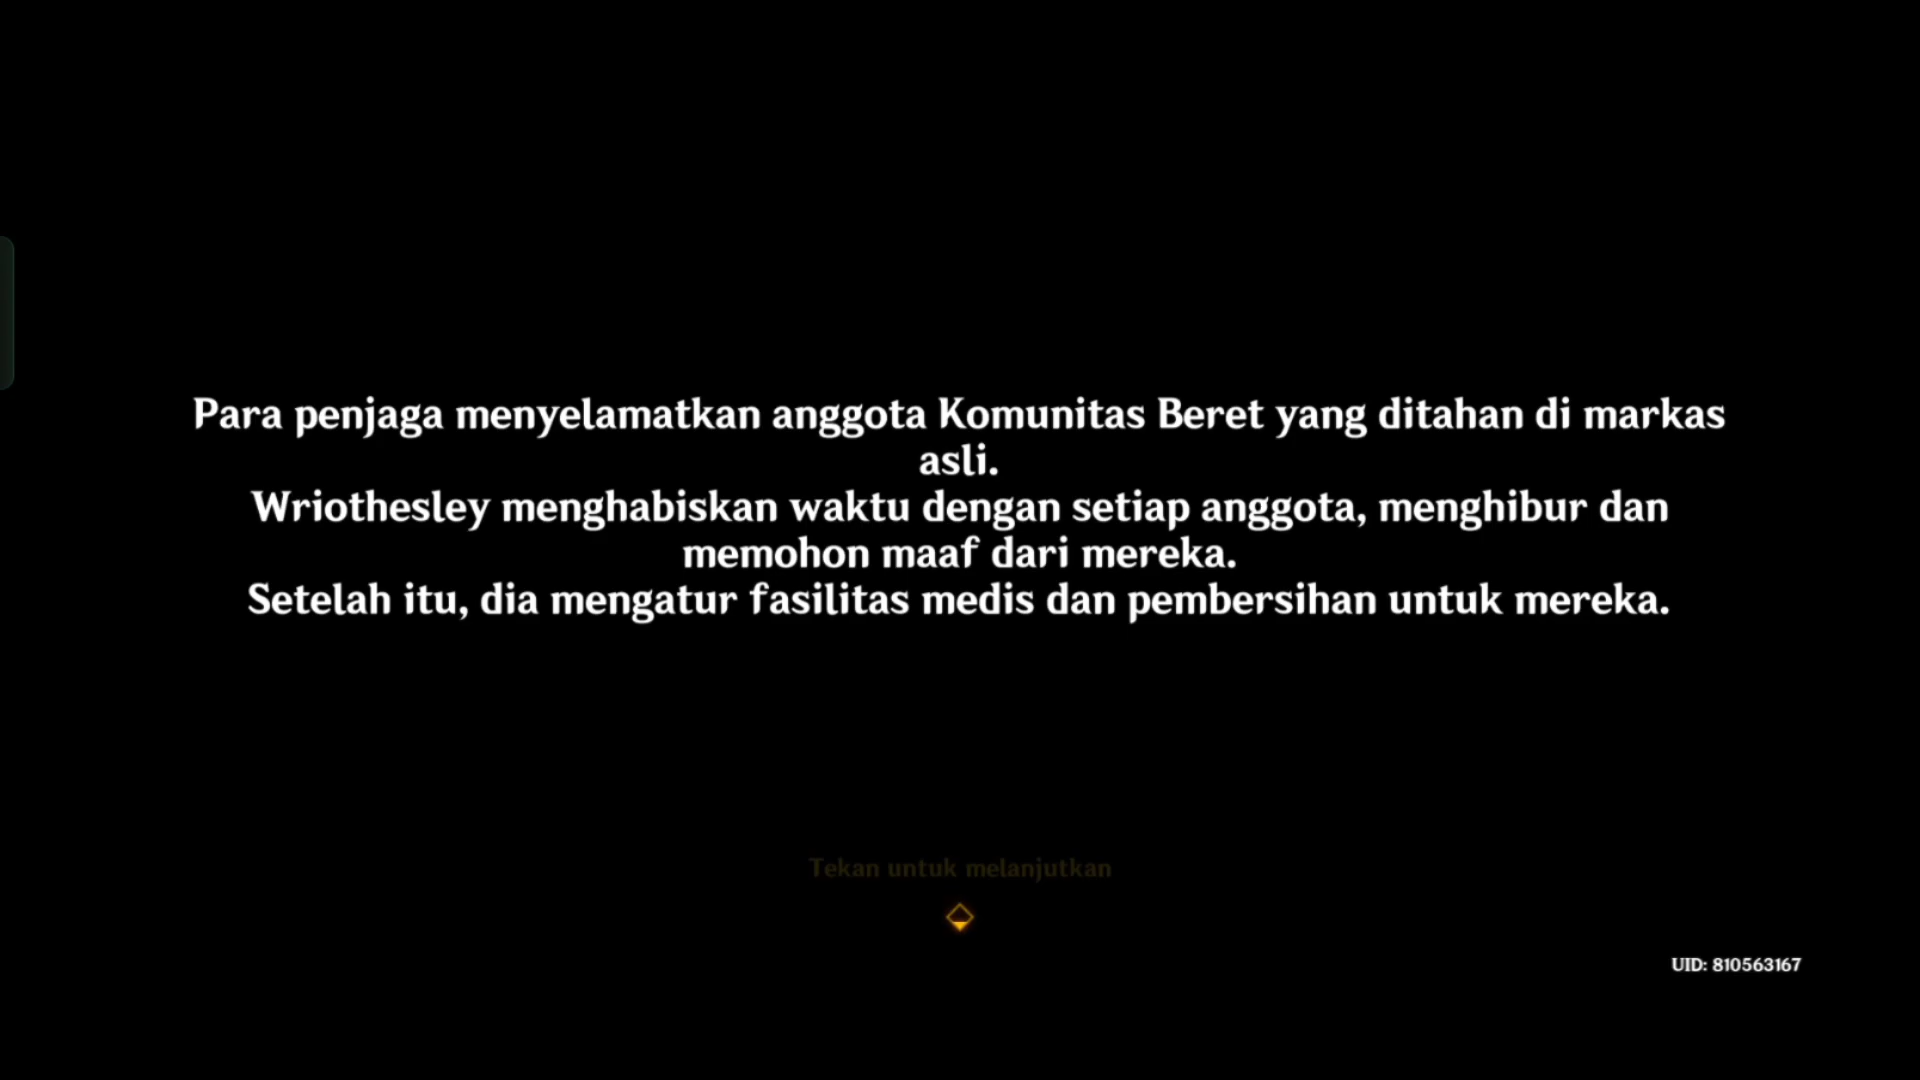 Para penjaga menyelamatkan anggota Komunitas Beret yang ditahan di markas
asli.
Wriothesley menghabiskan waktu dengan setiap anggota, menghibur dan
memohon maaf dari mereka.
Setelah itu, dia mengatur fasilitas medis dan pembersihan untuk mereka.
Tekan untuk melanjutkan
UID: 810563167